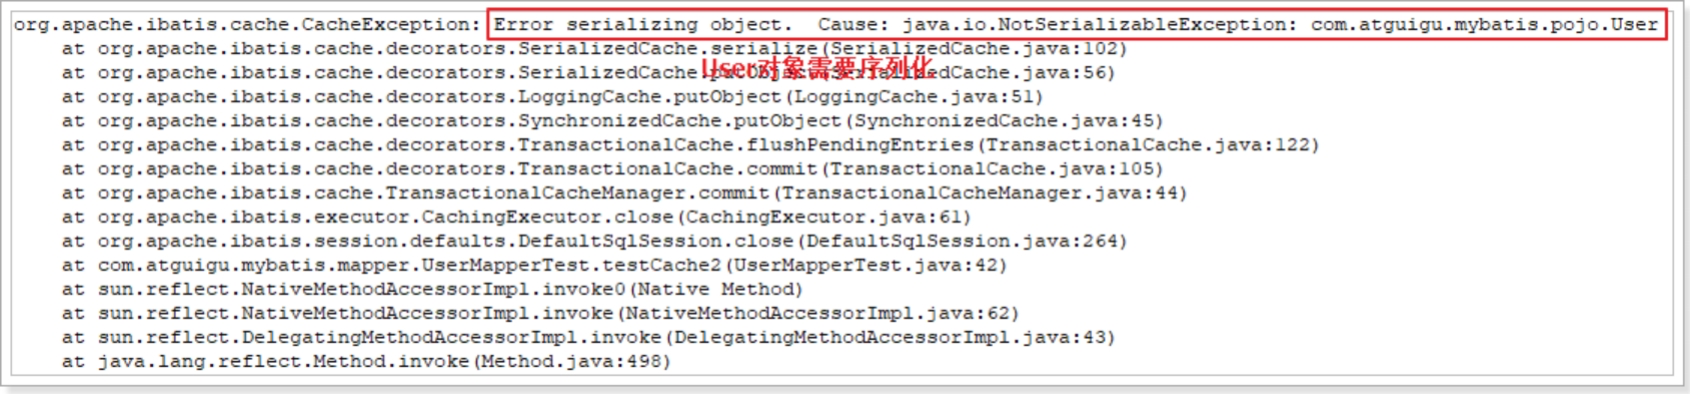 org.apache.ibatis.cache.CacheException: Error serializing object.  Cause: java.io.NotSerializableException: com.atguigu.mybatis.pojo.User
at org.apache.ibatis.cache.decorators.SerializedCache.serialize(SerializedCache.java:102)
User对象需要序列化
at org.apache.ibatis.cache.decorators.SerializedCache.putObject(SerializedCache.java:56)
at org.apache.ibatis.cache.decorators.LoggingCache.putObject(LoggingCache.java:51)
at org.apache.ibatis.cache.decorators.SynchronizedCache.putObject(SynchronizedCache.java:45)
at org.apache.ibatis.cache.decorators.TransactionalCache.flushPendingEntries(TransactionalCache.java:122)
at org.apache.ibatis.cache.decorators.TransactionalCache.commit(TransactionalCache.java:105)
at org.apache.ibatis.cache.TransactionalCacheManager.commit(TransactionalCacheManager.java:44)
at org.apache.ibatis.executor.CachingExecutor.close(CachingExecutor.java:61)
at org.apache.ibatis.session.defaults.DefaultSqlSession.close(DefaultSqlSession.java:264)
at com.atguigu.mybatis.mapper.UserMapperTest.testCache2(UserMapperTest.java:42)
at sun.reflect.NativeMethodAccessorImpl.invoke0(Native Method)
at sun.reflect.NativeMethodAccessorImpl.invoke(NativeMethodAccessorImpl.java:62)
at sun.reflect.DelegatingMethodAccessorImpl.invoke(DelegatingMethodAccessorImpl.java:43)
at java.lang.reflect.Method.invoke(Method.java:498)